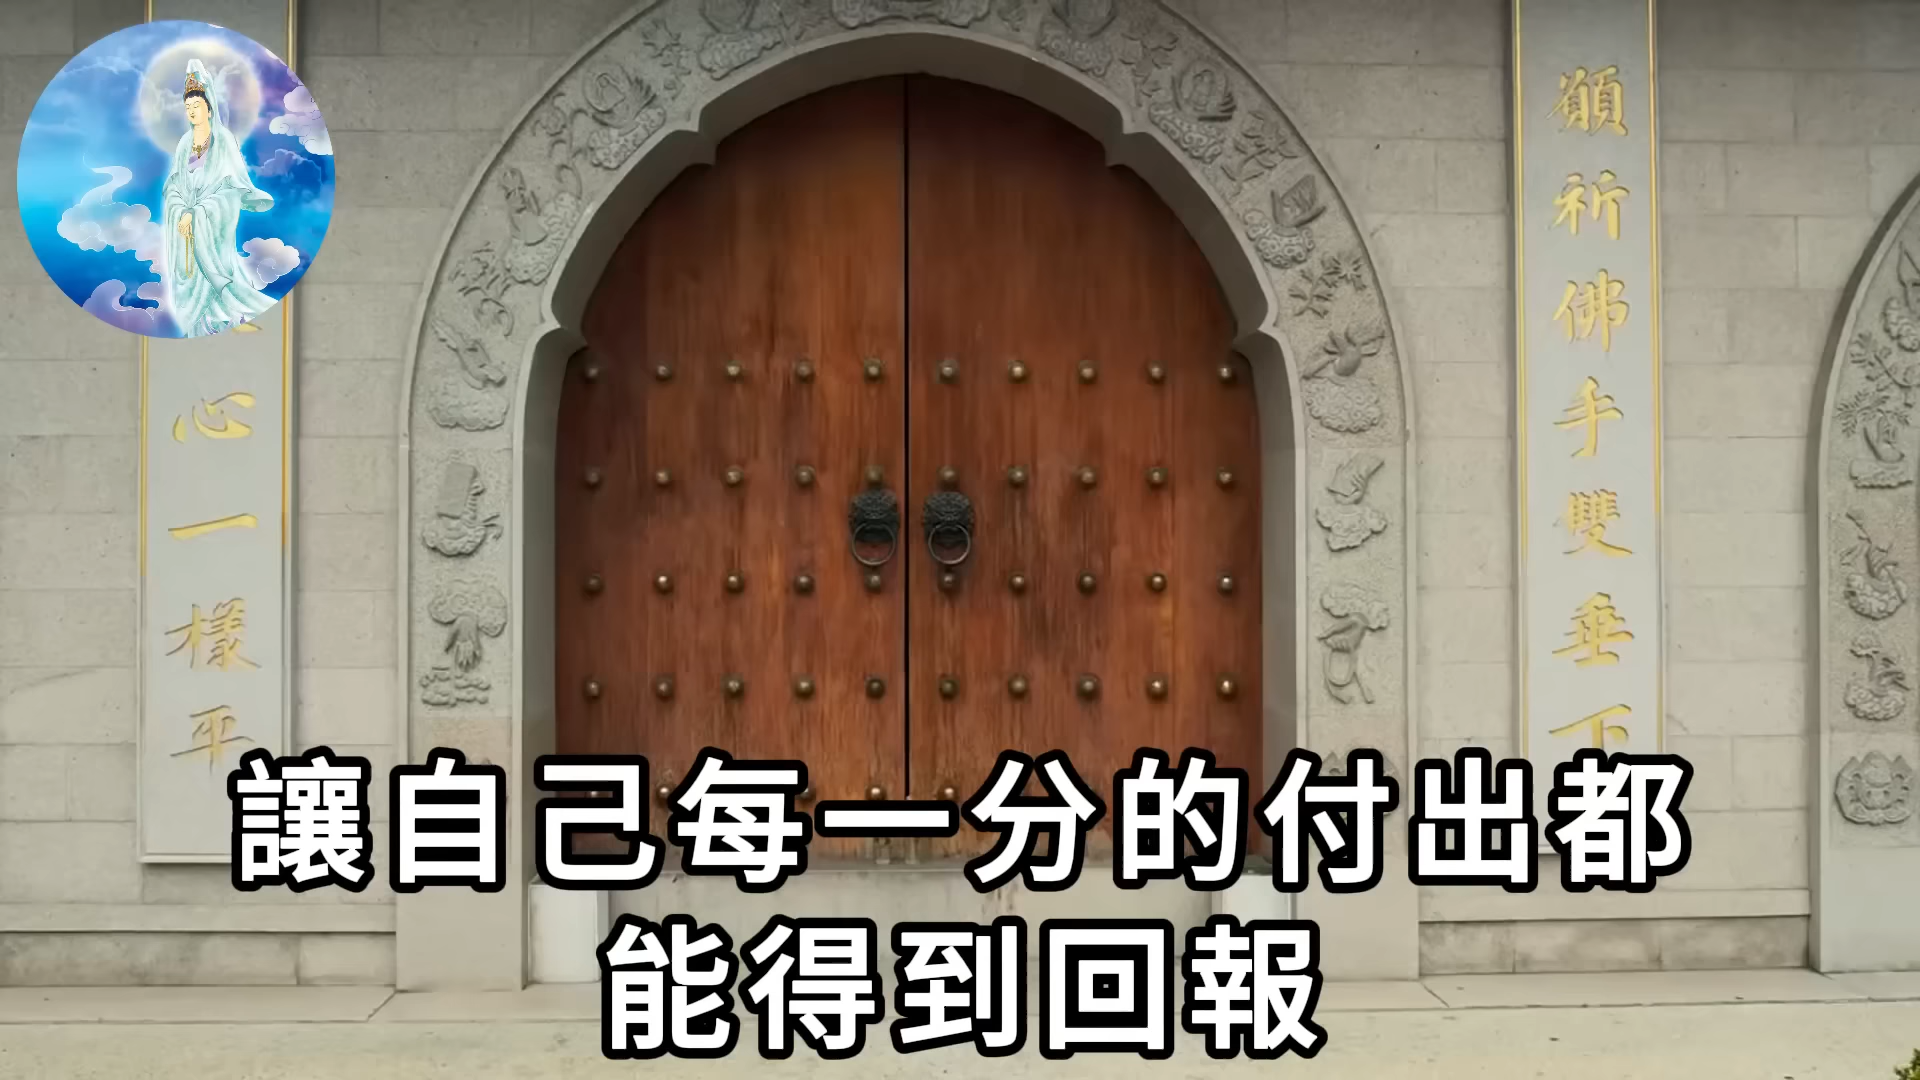 願祈佛手雙垂下
心一樣平
讓自己每一分的付出都
能得到回報